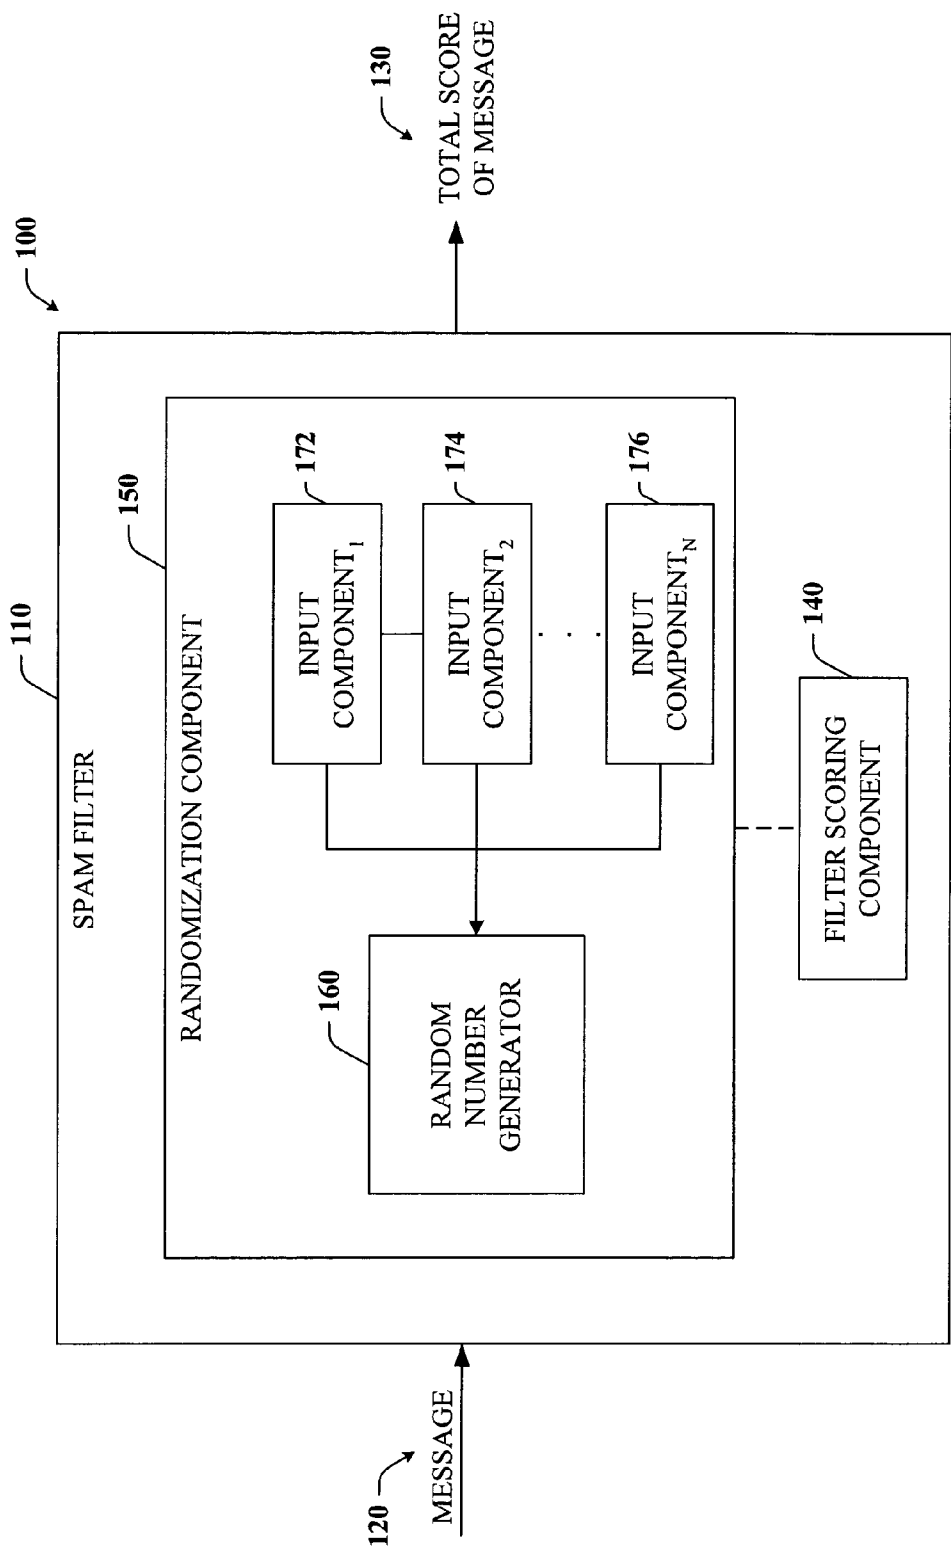 100
110
SPAM FILTER
150
RANDOMIZATION COMPONENT
160
RANDOM
NUMBER
GENERATOR
INPUT
COMPONENT1
172
INPUT
COMPONENT2
174
. . .
INPUT
COMPONENTN
176
FILTER SCORING
COMPONENT
140
120
MESSAGE
130
TOTAL SCORE
OF MESSAGE